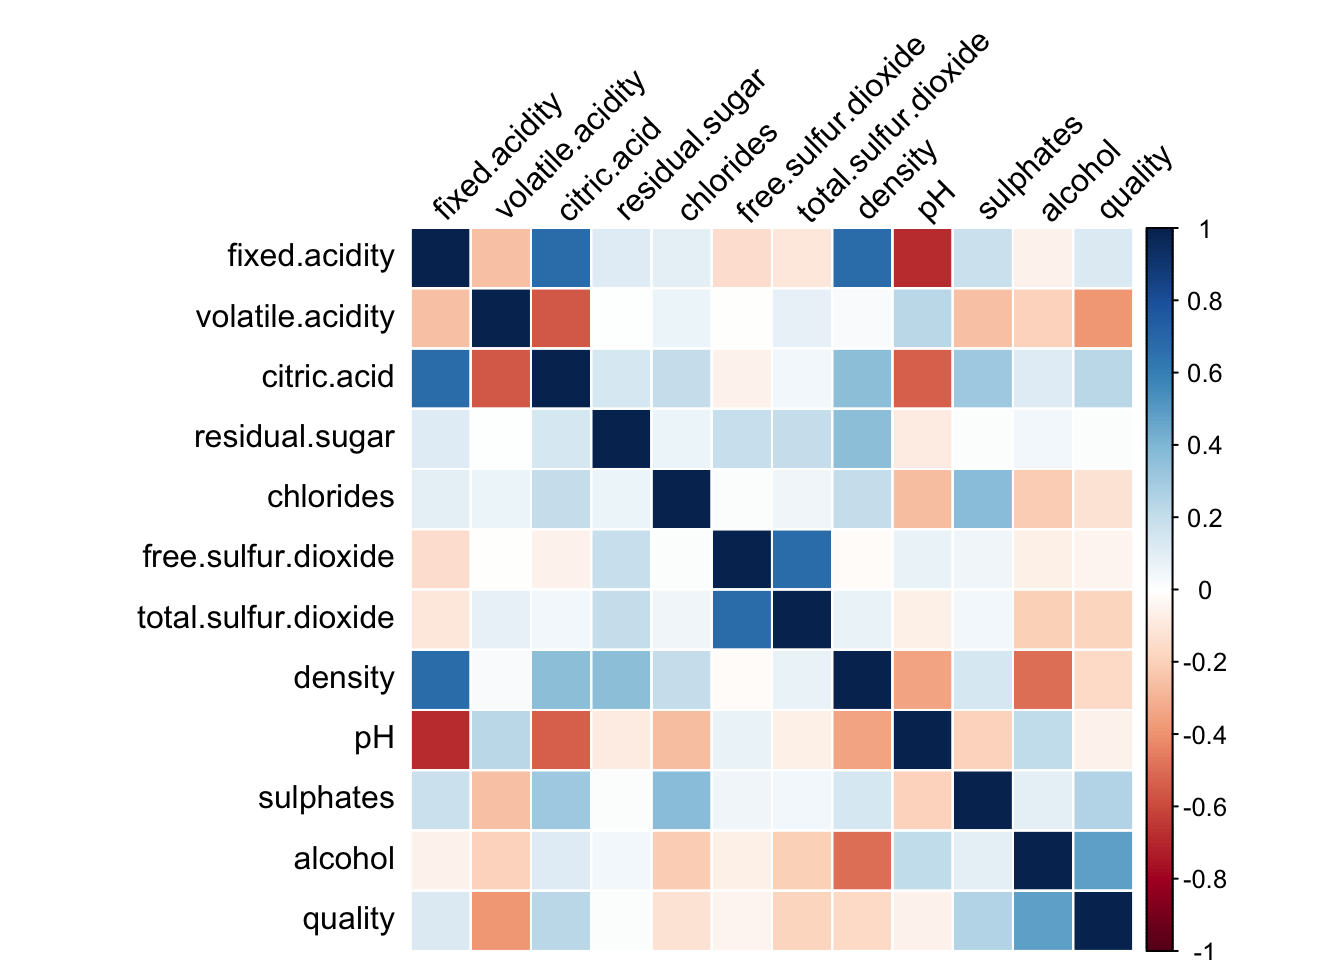 fixed.acidity
volatile.acidity
citric.acid
residual.sugar
chlorides
free.sulfur.dioxide
total.sulfur.dioxide
density
pH
sulphates
alcohol
quality
fixed.acidity
volatile.acidity
citric.acid
residual.sugar
chlorides
free.sulfur.dioxide
total.sulfur.dioxide
density
pH
sulphates
alcohol
quality
1
0.8
0.6
0.4
0.2
0
-0.2
-0.4
-0.6
-0.8
-1